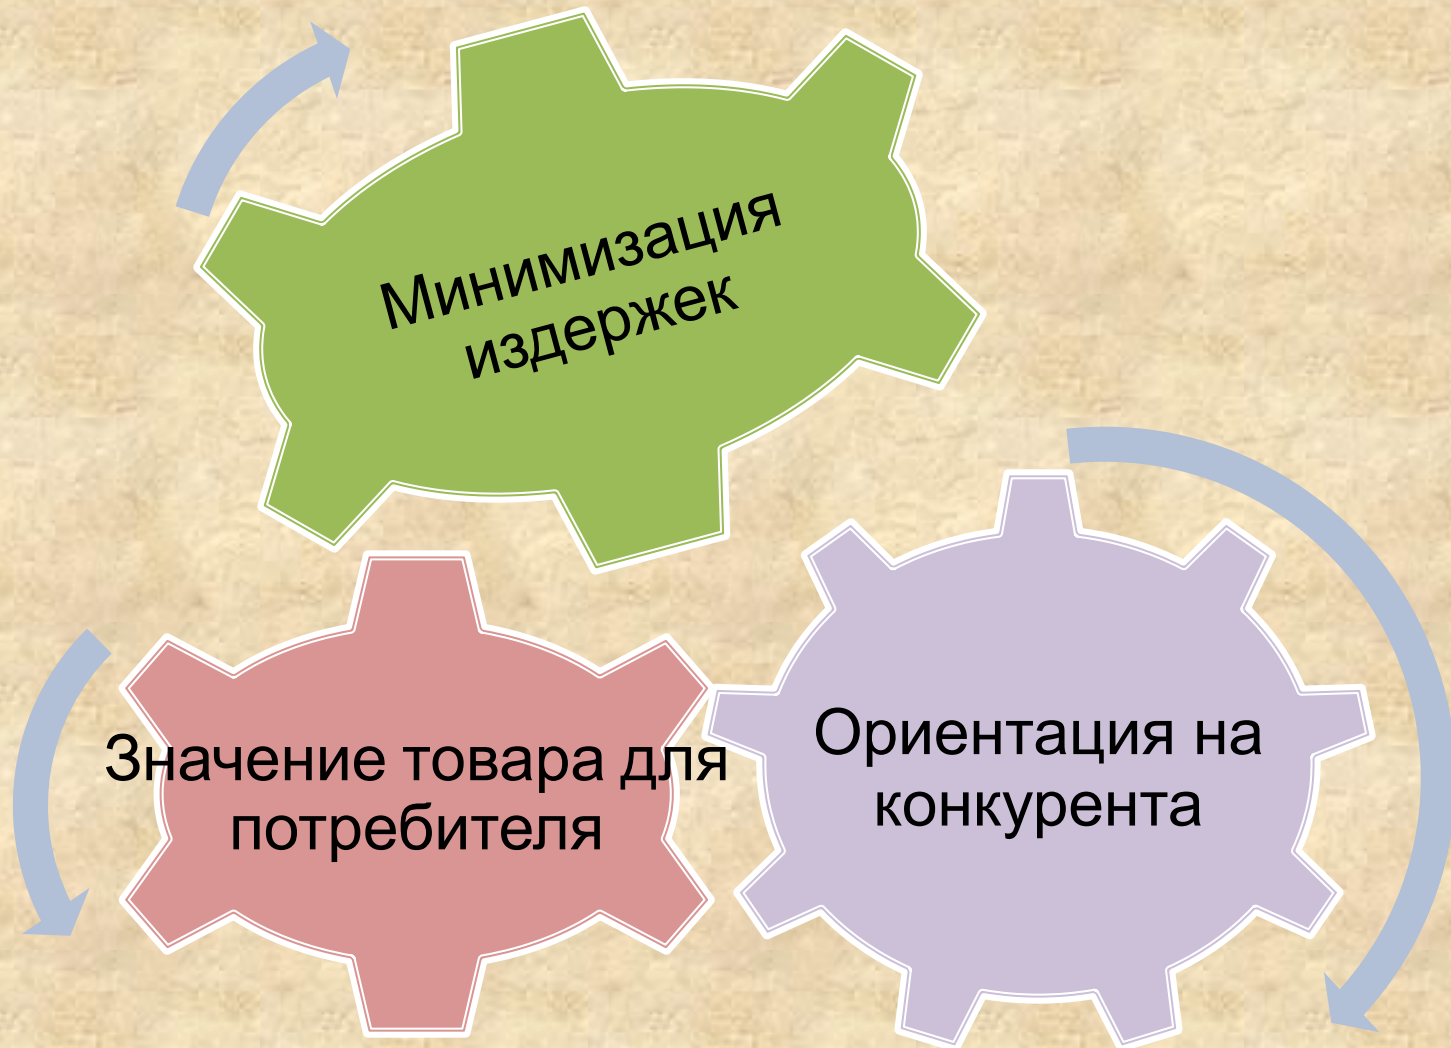 Минимизация
издержек
Значение товара для
потребителя
Ориентация на
конкурента